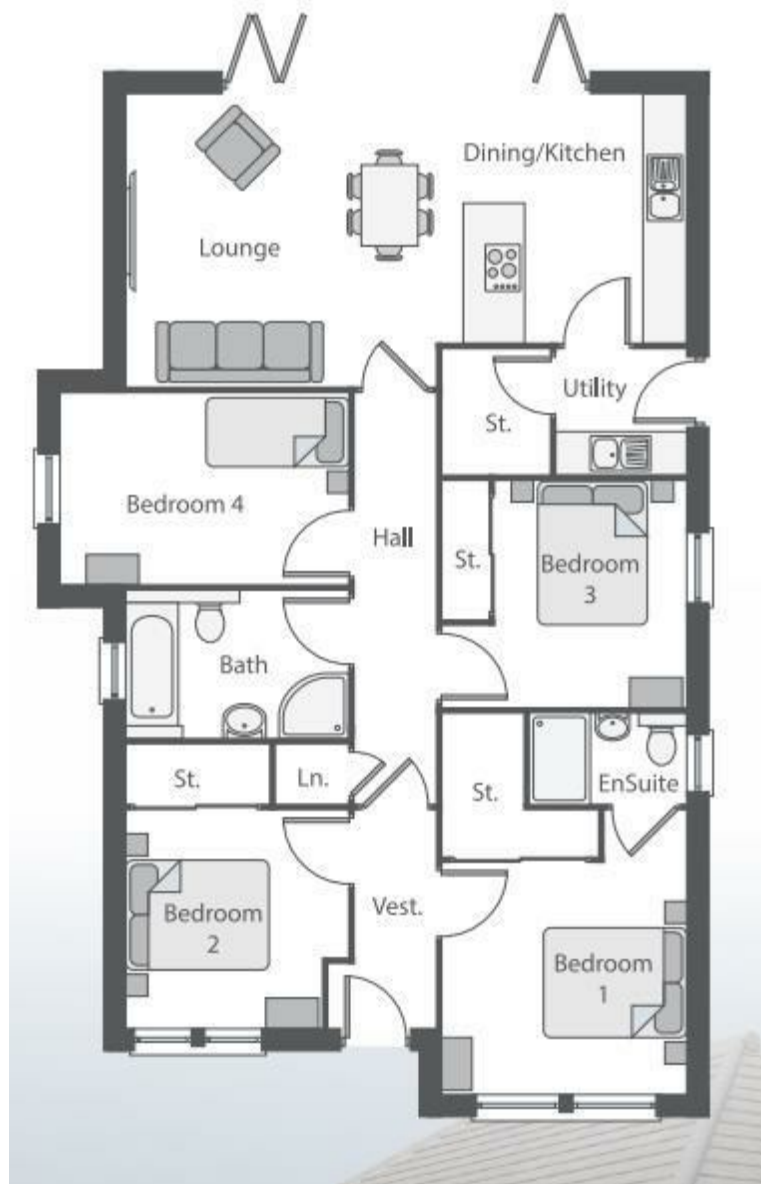 Dining/Kitchen
Lounge
Utility
St.
Bedroom 4
Hall
St.
Bedroom
3
Bath
St.
Ln.
St.
EnSuite
Bedroom
2
Vest.
Bedroom
1